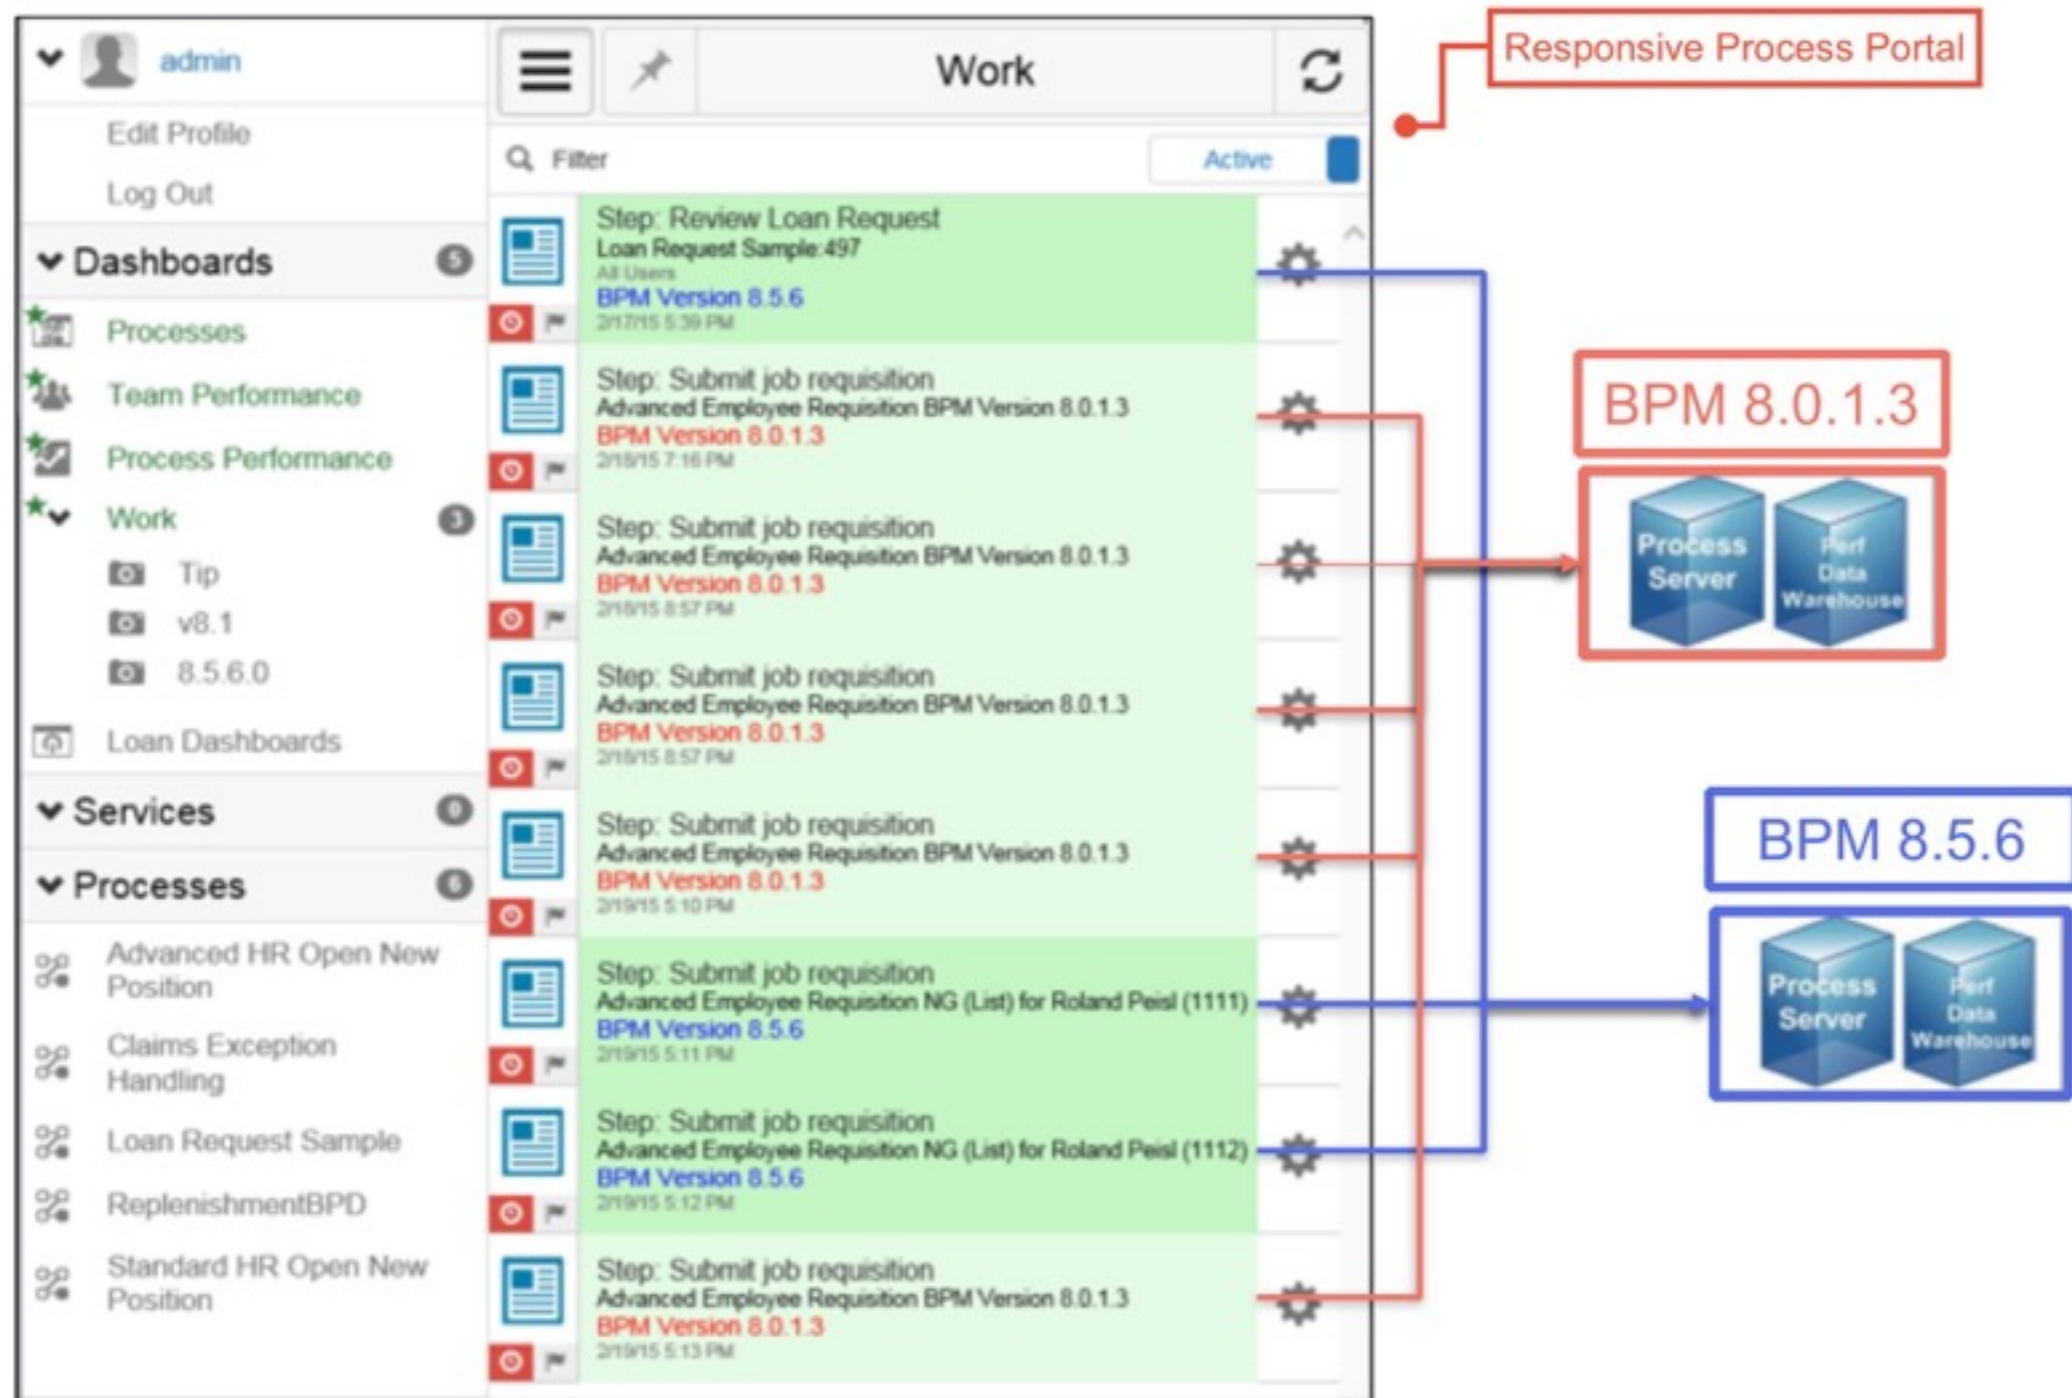 admin
Edit Profile
Log Out
Dashboards 5
Processes
Team Performance
Process Performance
Work 3
Tip
v8.1
8.5.6.0
Loan Dashboards
Services 0
Processes 6
Advanced HR Open New
Position
Claims Exception
Handling
Loan Request Sample
ReplenishmentBPD
Standard HR Open New
Position
Work
Filter
Active
Step: Review Loan Request
Loan Request Sample:497
All Users
BPM Version 8.5.6
2/17/15 5:39 PM
Step: Submit job requisition
Advanced Employee Requisition BPM Version 8.0.1.3
BPM Version 8.0.1.3
2/18/15 7:16 PM
Step: Submit job requisition
Advanced Employee Requisition BPM Version 8.0.1.3
BPM Version 8.0.1.3
2/18/15 8:57 PM
Step: Submit job requisition
Advanced Employee Requisition BPM Version 8.0.1.3
BPM Version 8.0.1.3
2/18/15 8:57 PM
Step: Submit job requisition
Advanced Employee Requisition BPM Version 8.0.1.3
BPM Version 8.0.1.3
2/19/15 5:10 PM
Step: Submit job requisition
Advanced Employee Requisition NG (List) for Roland Peisl (1111)
BPM Version 8.5.6
2/19/15 5:11 PM
Step: Submit job requisition
Advanced Employee Requisition NG (List) for Roland Peisl (1112)
BPM Version 8.5.6
2/19/15 5:12 PM
Step: Submit job requisition
Advanced Employee Requisition BPM Version 8.0.1.3
BPM Version 8.0.1.3
2/19/15 5:13 PM
Responsive Process Portal
BPM 8.0.1.3
Process
Server
Perf
Data
Warehouse
BPM 8.5.6
Process
Server
Perf
Data
Warehouse